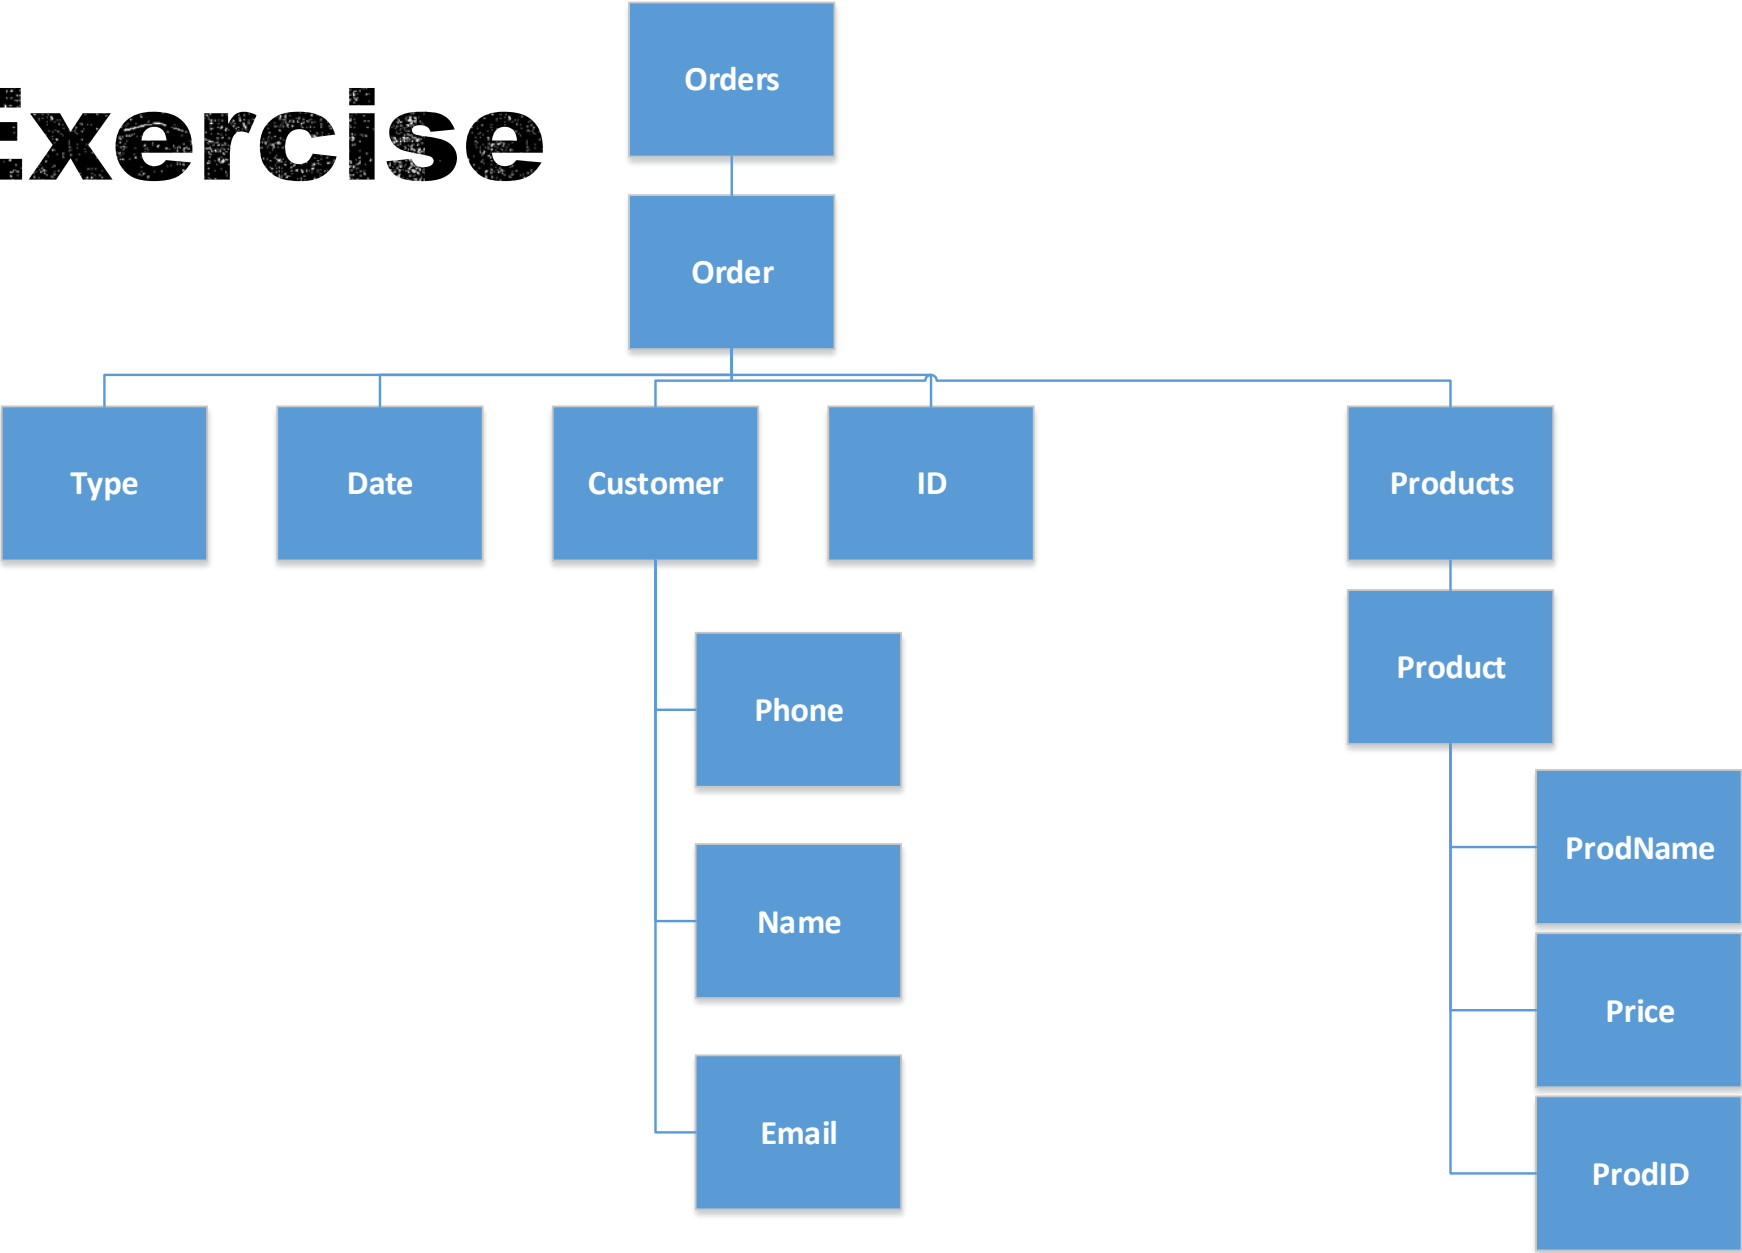 Exercise
Orders
Order
Type
Date
Customer
ID
Products
Product
Phone
Name
Email
ProdName
Price
ProdID